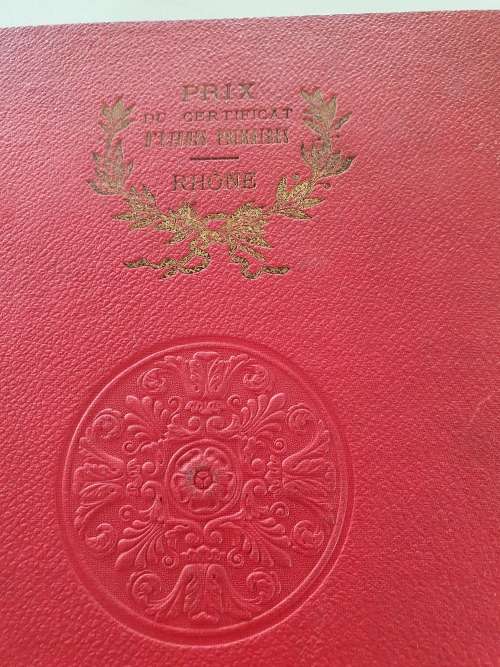 PRIX
DU CERTIFICAT
D'ÉTUDES PRIMAIRES
RHÔNE